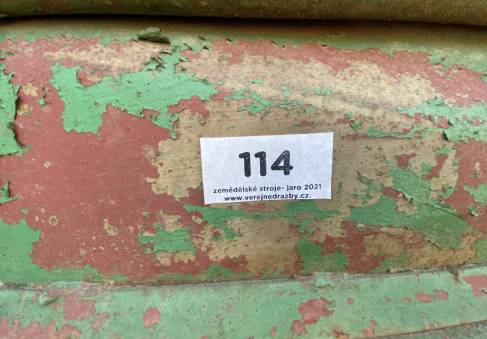 114
zemědělské stroje- jaro 2021
www.verejnedrazby.cz.